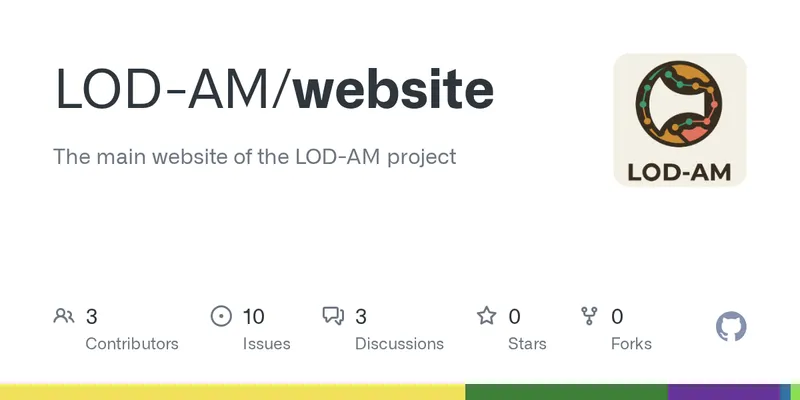 LOD-AM/website
The main website of the LOD-AM project
LOD-AM
3
Contributors
10
Issues
3
Discussions
0
Stars
0
Forks